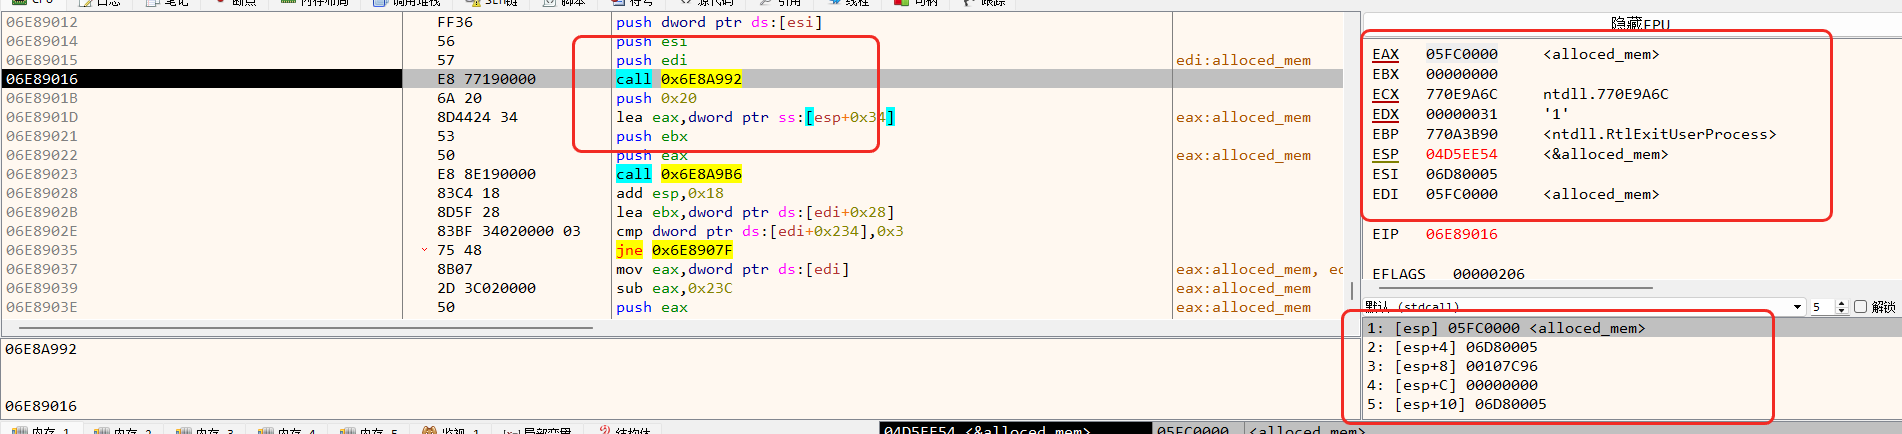 CPU 日志 笔记 断点 内存布局 调用堆栈 SEH链 脚本 符号 源代码 引用 线程 句柄 跟踪
06E89012 FF36 push dword ptr ds:[esi]
06E89014 56 push esi
06E89015 57 push edi edi:alloced_mem
06E89016 E8 77190000 call 0x6E8A992
06E8901B 6A 20 push 0x20
06E8901D 8D4424 34 lea eax,dword ptr ss:[esp+0x34] eax:alloced_mem
06E89021 53 push ebx
06E89022 50 push eax eax:alloced_mem
06E89023 E8 8E190000 call 0x6E8A9B6
06E89028 83C4 18 add esp,0x18
06E8902B 8D5F 28 lea ebx,dword ptr ds:[edi+0x28]
06E8902E 83BF 34020000 03 cmp dword ptr ds:[edi+0x234],0x3
06E89035 75 48 jne 0x6E8907F
06E89037 8B07 mov eax,dword ptr ds:[edi] eax:alloced_mem, ed
06E89039 2D 3C020000 sub eax,0x23C eax:alloced_mem
06E8903E 50 push eax eax:alloced_mem
06E8A992
06E89016
隐藏FPU
EAX 05FC0000 <alloced_mem>
EBX 00000000
ECX 770E9A6C ntdll.770E9A6C
EDX 00000031 '1'
EBP 770A3B90 <ntdll.RtlExitUserProcess>
ESP 04D5EE54 <&alloced_mem>
ESI 06D80005
EDI 05FC0000 <alloced_mem>
EIP 06E89016
EFLAGS 00000206
默认 (stdcall) 5 解锁
1: [esp] 05FC0000 <alloced_mem>
2: [esp+4] 06D80005
3: [esp+8] 00107C96
4: [esp+C] 00000000
5: [esp+10] 06D80005
内存 1 内存 2 内存 3 内存 4 内存 5 监视 1 [x=] 局部变量 结构体
04D5EE54 <&alloced_mem> 05FC0000 <alloced_mem>